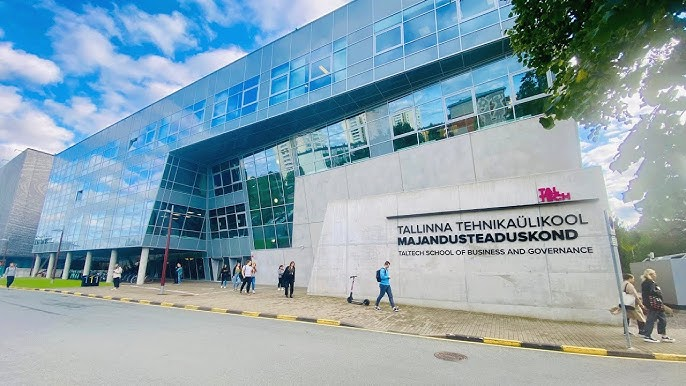 TAL
TECH
TALLINNA TEHNIKAÜLIKOOL
MAJANDUSTEADUSKOND
TALTECH SCHOOL OF BUSINESS AND GOVERNANCE